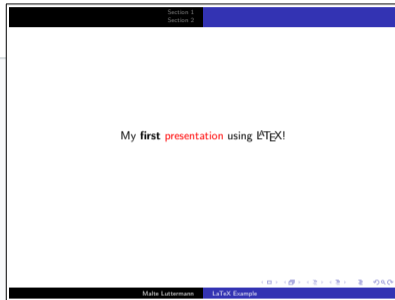 Section 1
Section 2
My first presentation using LATEX!
Malte Luttermann LaTeX Example